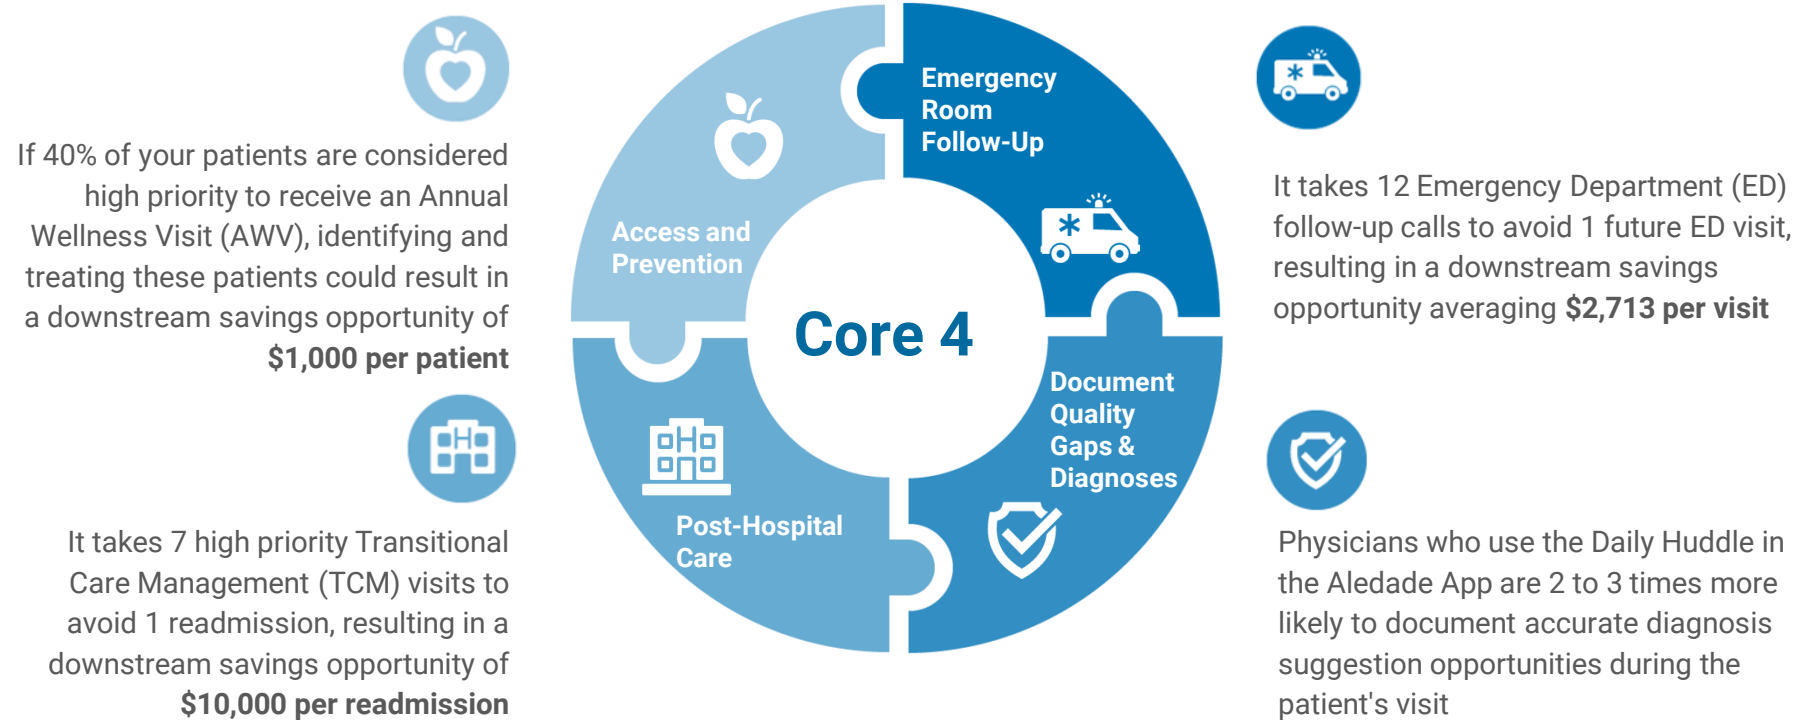 If 40% of your patients are considered
high priority to receive an Annual
Wellness Visit (AWV), identifying and
treating these patients could result in
a downstream savings opportunity of
$1,000 per patient
It takes 7 high priority Transitional
Care Management (TCM) visits to
avoid 1 readmission, resulting in a
downstream savings opportunity of
$10,000 per readmission
Access and
Prevention
Emergency
Room
Follow-Up
Core 4
Post-Hospital
Care
Document
Quality
Gaps &
Diagnoses
It takes 12 Emergency Department (ED)
follow-up calls to avoid 1 future ED visit,
resulting in a downstream savings
opportunity averaging $2,713 per visit
Physicians who use the Daily Huddle in
the Aledade App are 2 to 3 times more
likely to document accurate diagnosis
suggestion opportunities during the
patient's visit